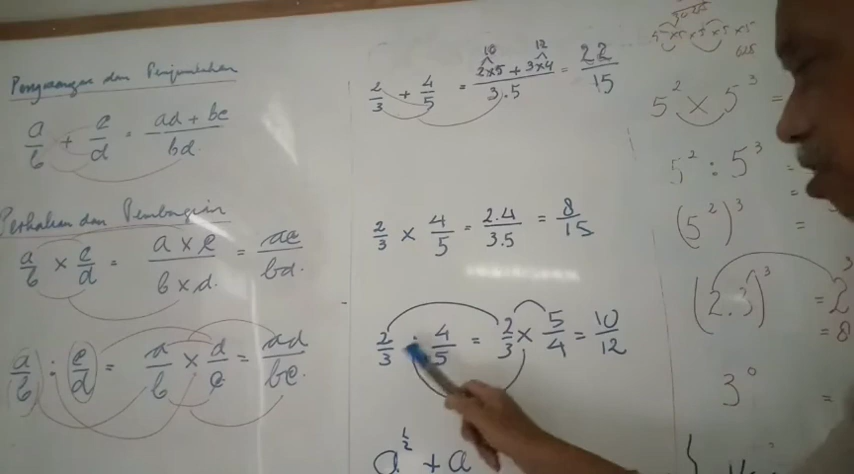 Pengurangan dan Penjumlahan
a/b + c/d = ad + bc / bd
Perkalian dan Pembagian
a/b × c/d = a × c / b × d = ac / bd
a/b : c/d = a/b × d/c = ad / bc
10 12
2/3 + 4/5 = 2×5 + 3×4 / 3.5 = 22/15
2/3 × 4/5 = 2.4 / 3.5 = 8/15
2/3 : 4/5 = 2/3 × 5/4 = 10/12
a^1/2 + a
625
5² × 5³ =
5² : 5³ =
=
(5²)³ =
(2.3)³ = 2³
= 8
3⁰ =